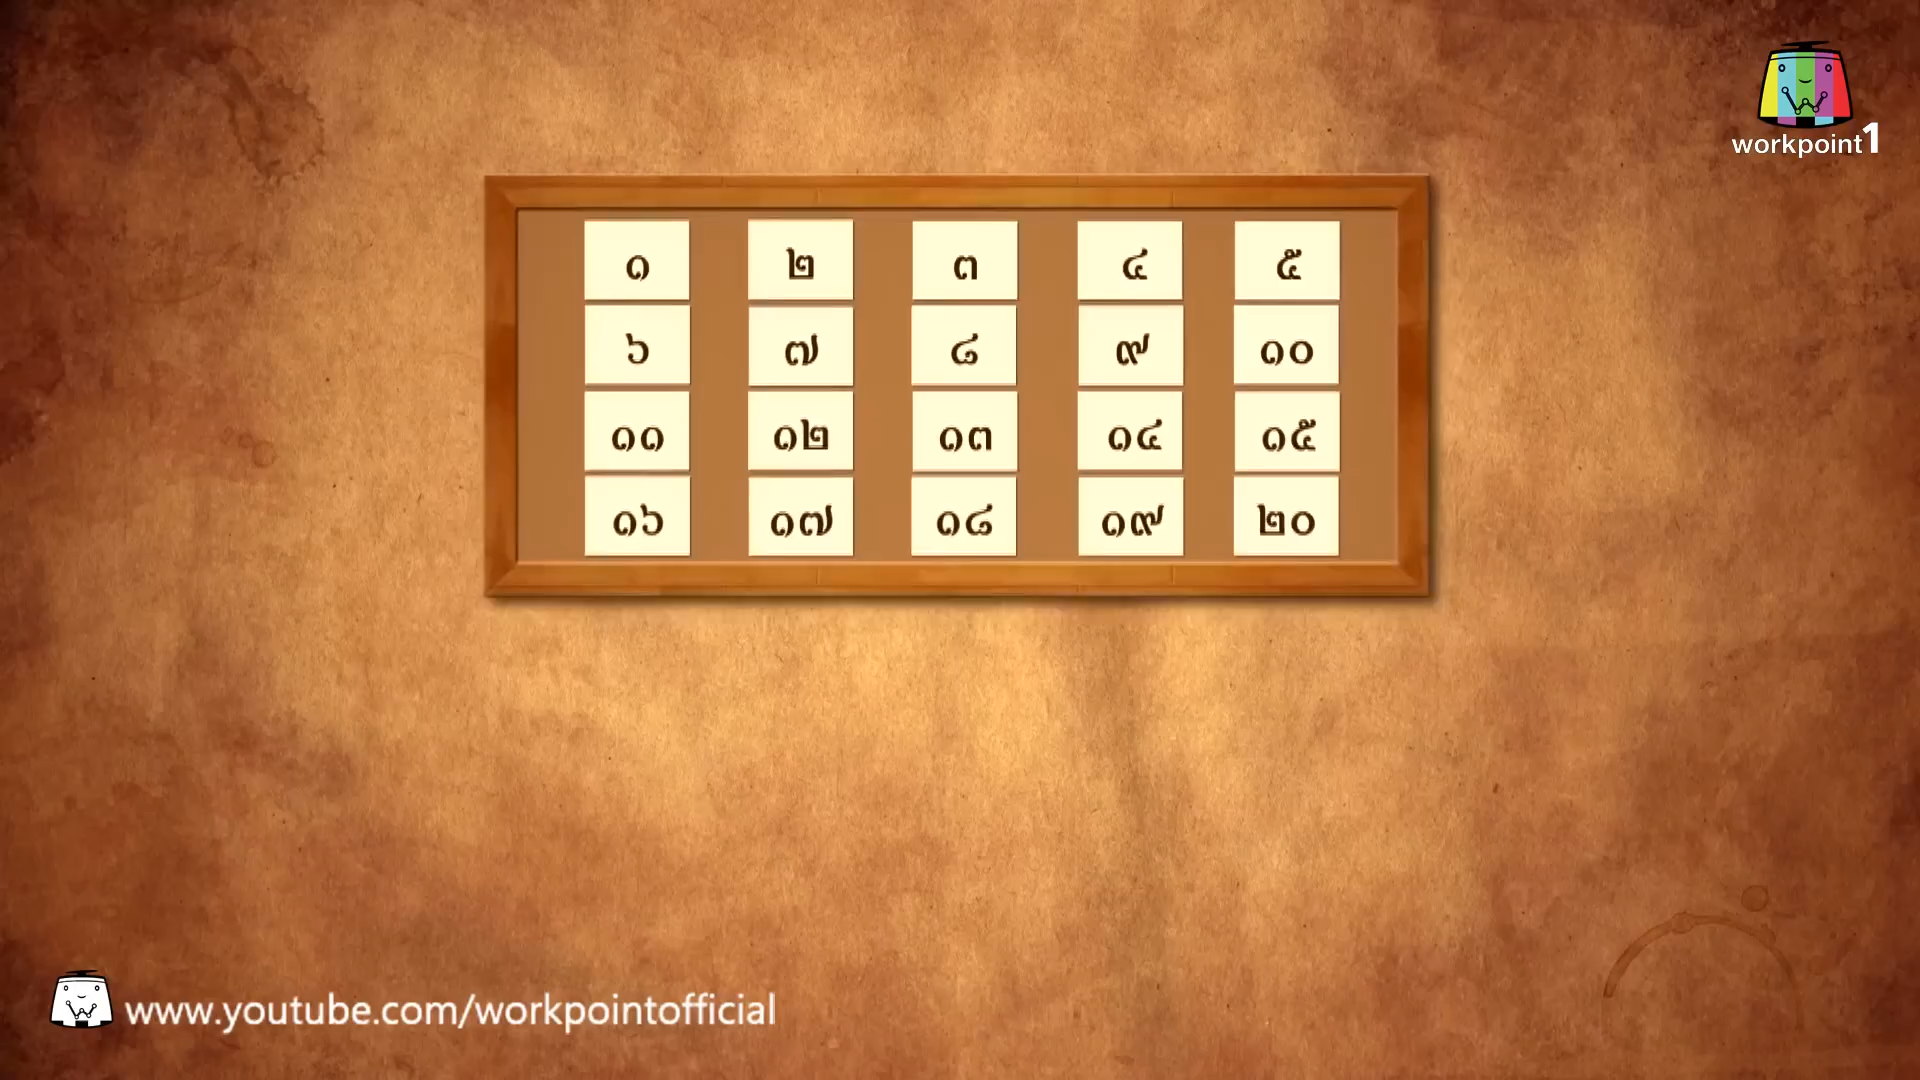 workpoint1
๑ ๒ ๓ ๔ ๕
๖ ๗ ๘ ๙ ๑๐
๑๑ ๑๒ ๑๓ ๑๔ ๑๕
๑๖ ๑๗ ๑๘ ๑๙ ๒๐
www.youtube.com/workpointofficial